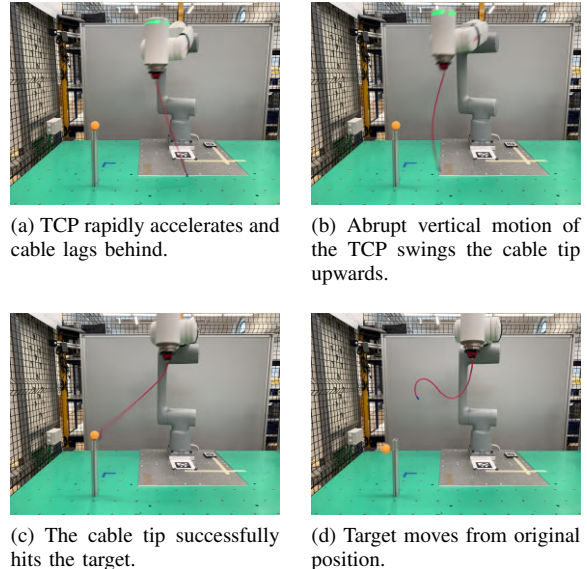 (a) TCP rapidly accelerates and
cable lags behind.
(b) Abrupt vertical motion of
the TCP swings the cable tip
upwards.
(c) The cable tip successfully
hits the target.
(d) Target moves from original
position.